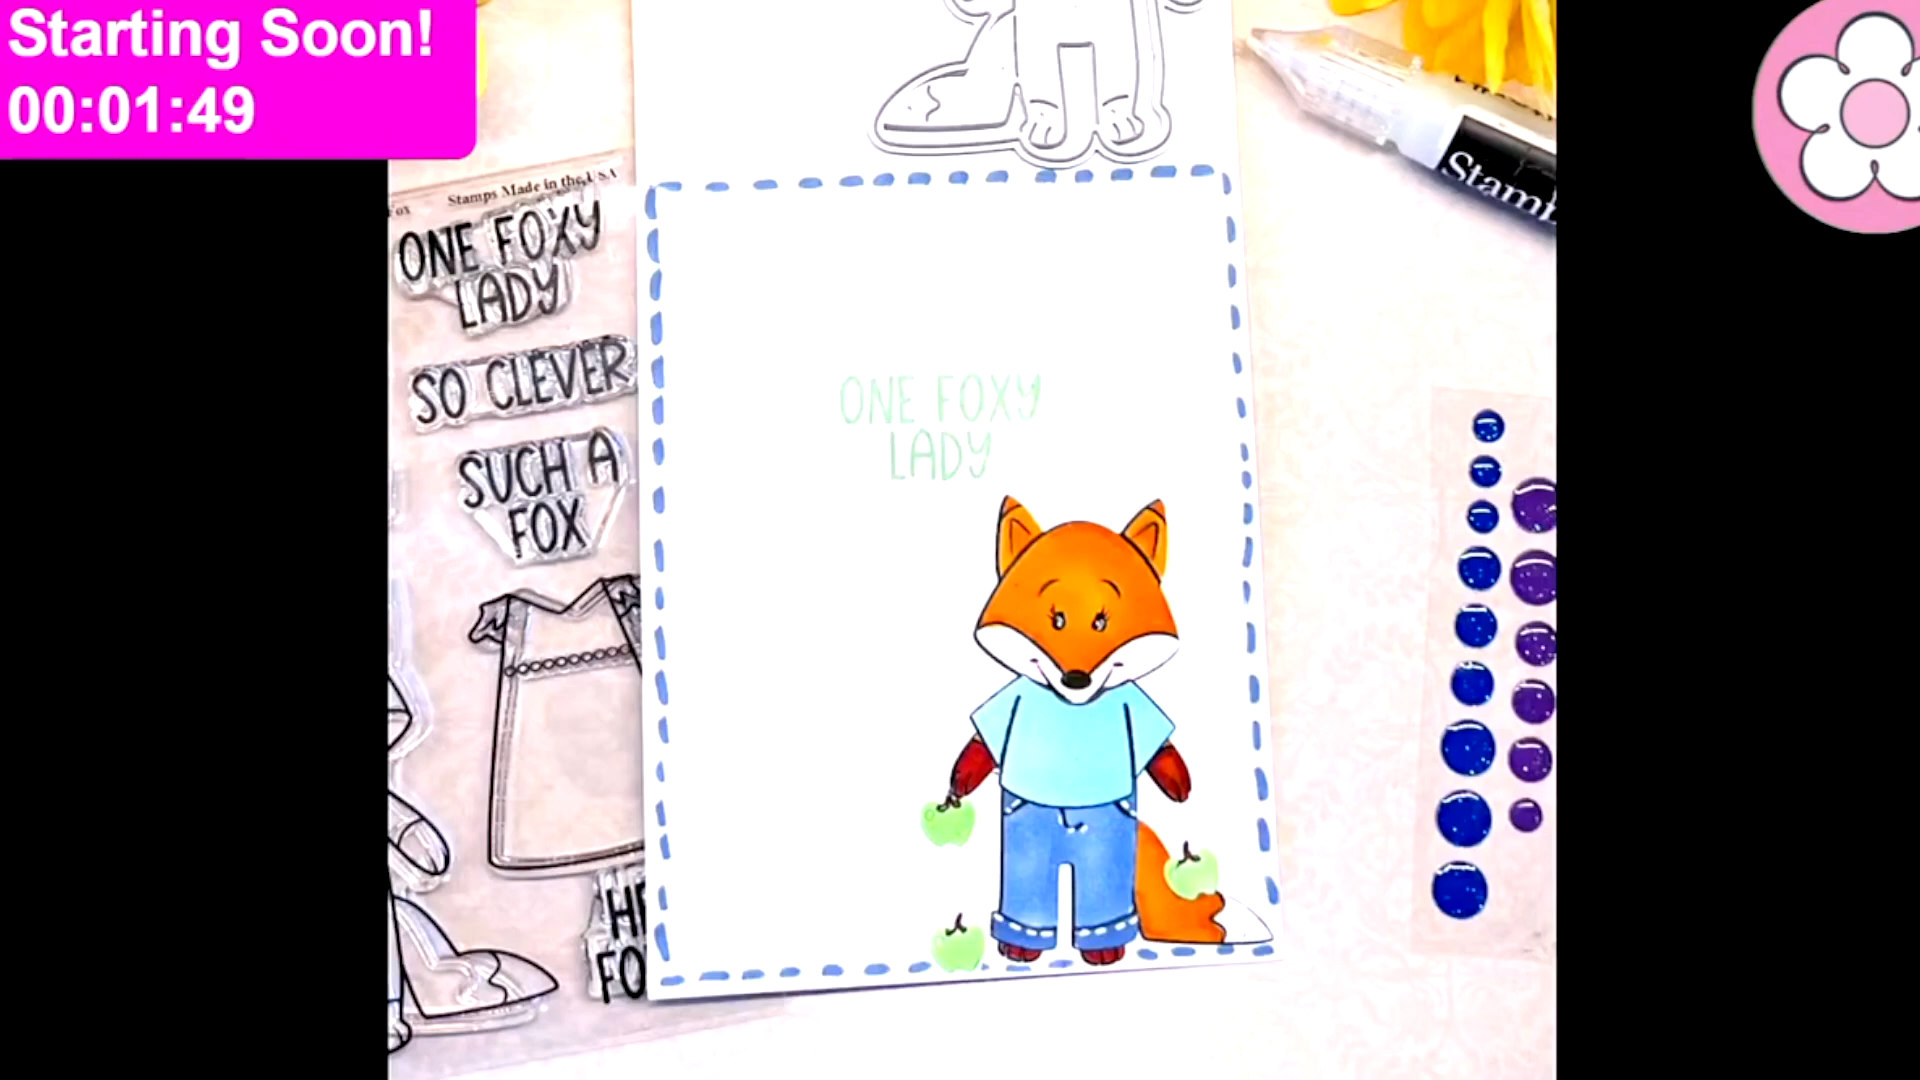 Starting Soon!
00:01:49
Stamps Made in the USA
ONE FOXY
LADY
SO CLEVER
SUCH A
FOX
ONE FOXY
LADY